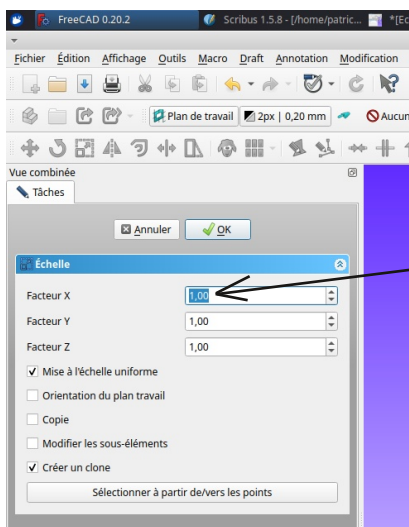 FreeCAD 0.20.2 Scribus 1.5.8 - [/home/patric... *[Ec
Fichier Édition Affichage Outils Macro Draft Annotation Modification
Plan de travail 2px | 0,20 mm Aucun
Vue combinée
Tâches
Annuler OK
Échelle
Facteur X 1,00
Facteur Y 1,00
Facteur Z 1,00
Mise à l'échelle uniforme
Orientation du plan travail
Copie
Modifier les sous-éléments
Créer un clone
Sélectionner à partir de/vers les points